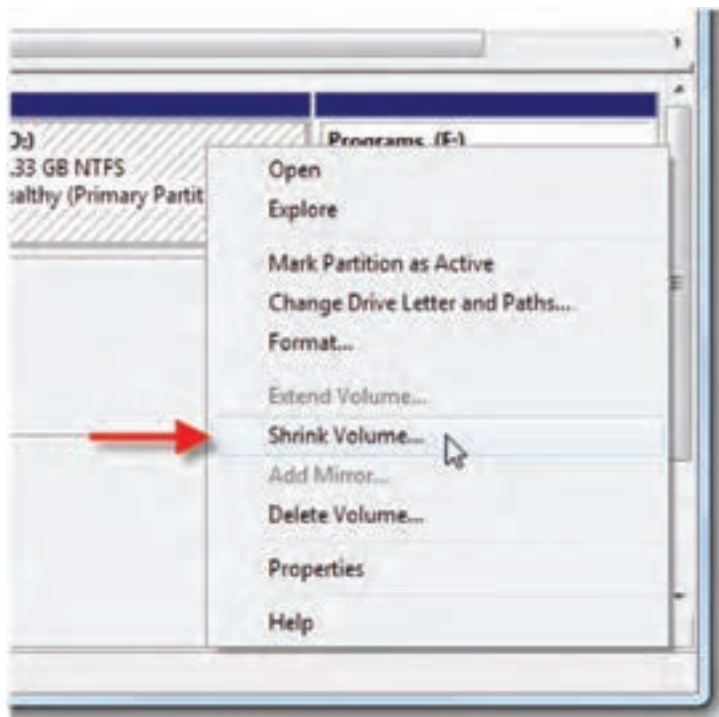 D:)
.33 GB NTFS
ealthy (Primary Partit
Programs (F:)
Open
Explore
Mark Partition as Active
Change Drive Letter and Paths...
Format...
Extend Volume...
Shrink Volume...
Add Mirror...
Delete Volume...
Properties
Help